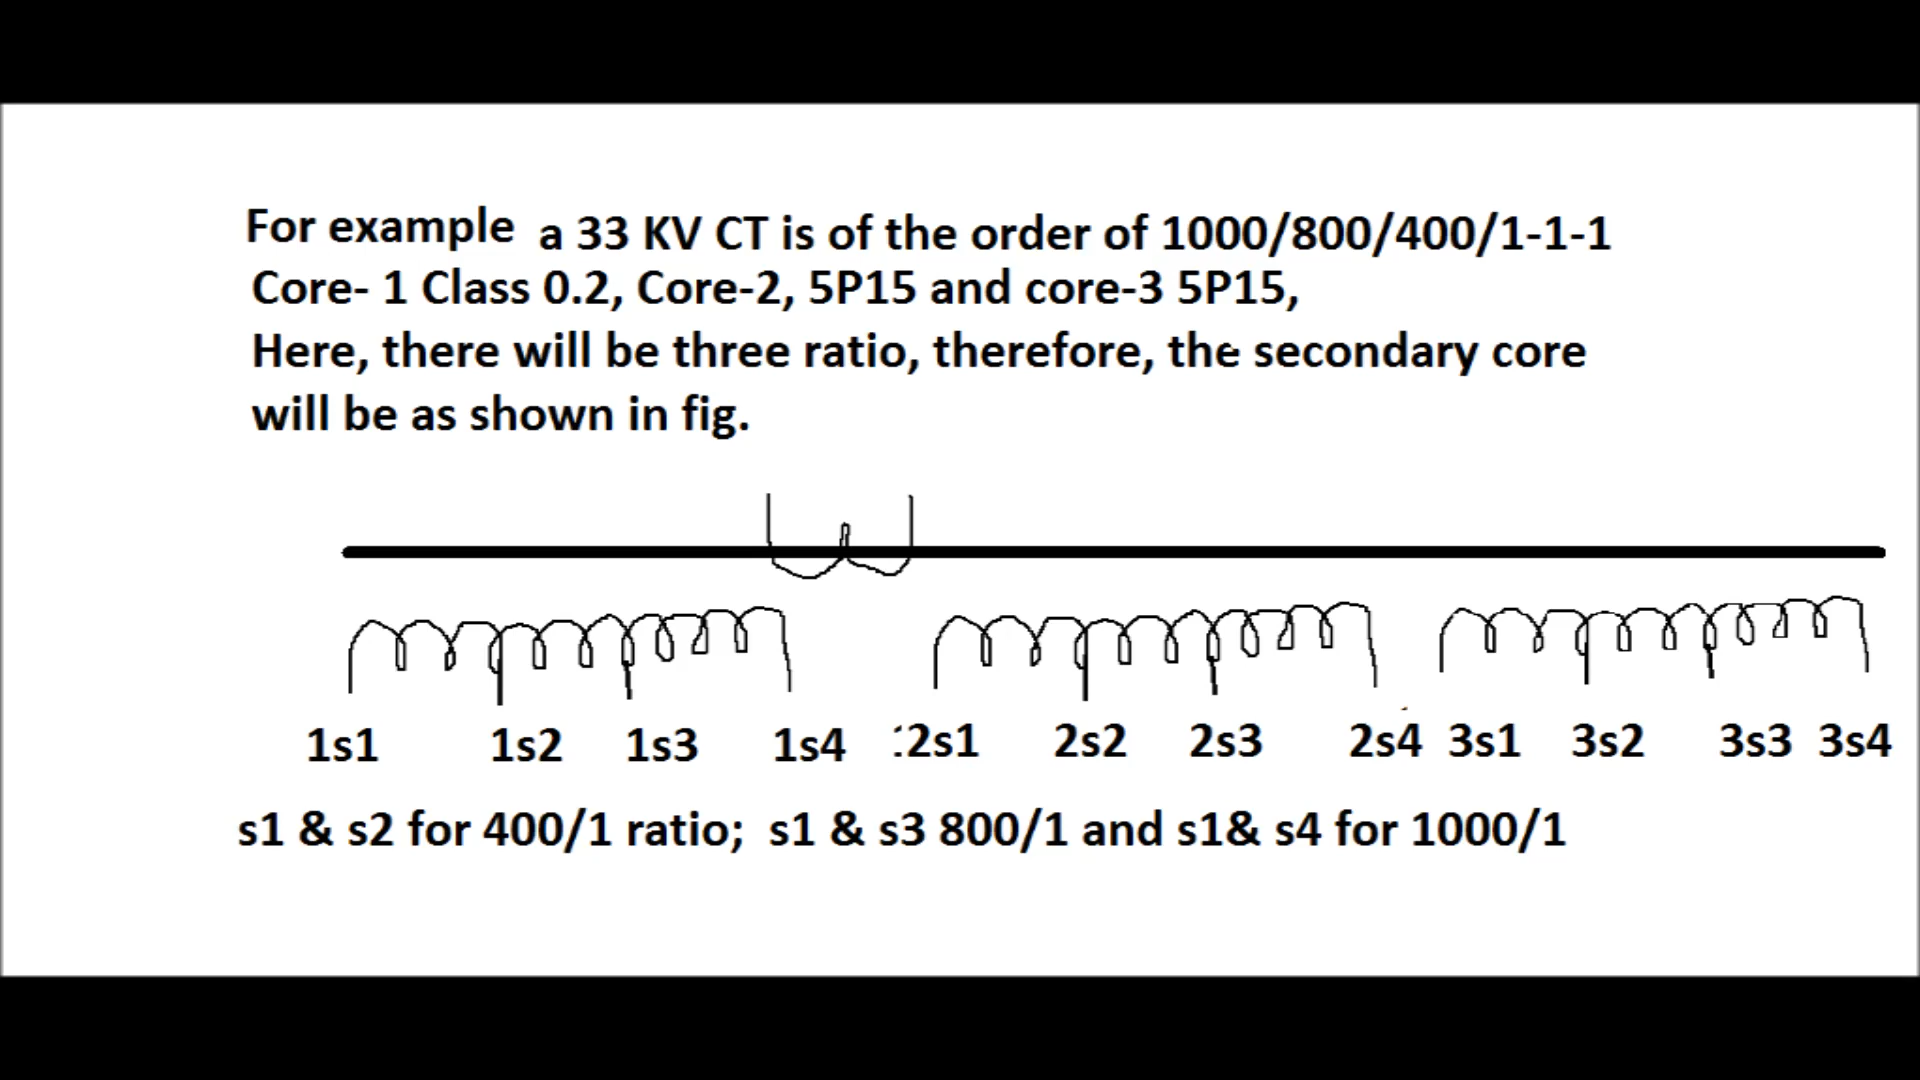 For example a 33 KV CT is of the order of 1000/800/400/1-1-1
Core- 1 Class 0.2, Core-2, 5P15 and core-3 5P15,
Here, there will be three ratio, therefore, the secondary core
will be as shown in fig.
1s1 1s2 1s3 1s4 :2s1 2s2 2s3 2s4 3s1 3s2 3s3 3s4
s1 & s2 for 400/1 ratio; s1 & s3 800/1 and s1& s4 for 1000/1